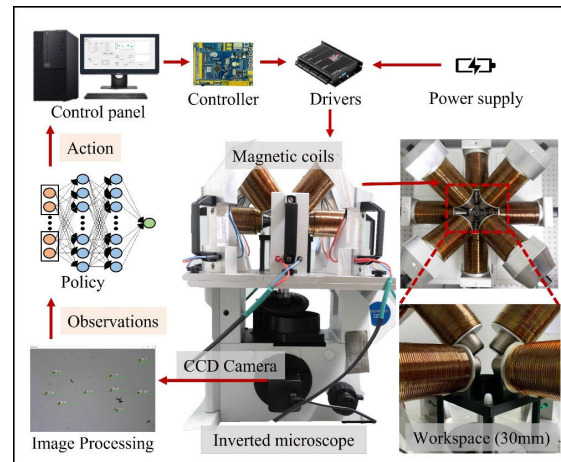 Control panel
Controller
Drivers
Power supply
Action
Magnetic coils
Policy
Observations
CCD Camera
Image Processing
Inverted microscope
Workspace (30mm)